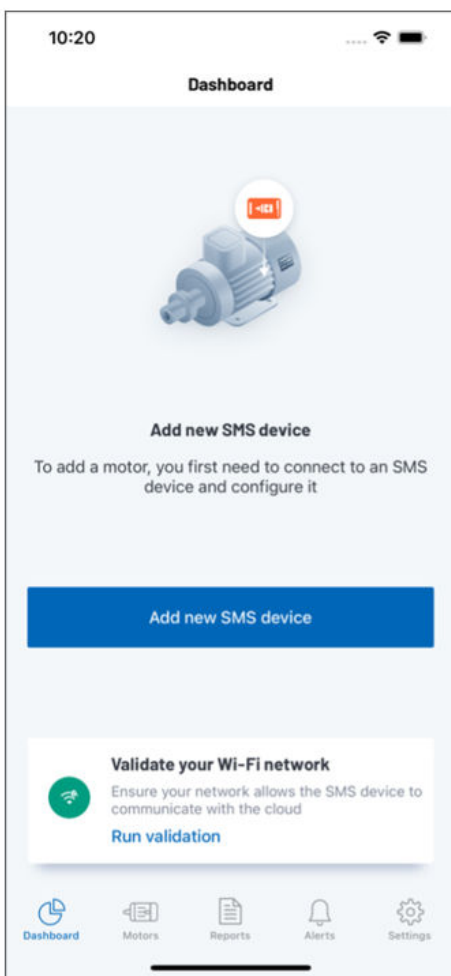 10:20
Dashboard
Add new SMS device
To add a motor, you first need to connect to an SMS
device and configure it
Add new SMS device
Validate your Wi-Fi network
Ensure your network allows the SMS device to
communicate with the cloud
Run validation
Dashboard Motors Reports Alerts Settings